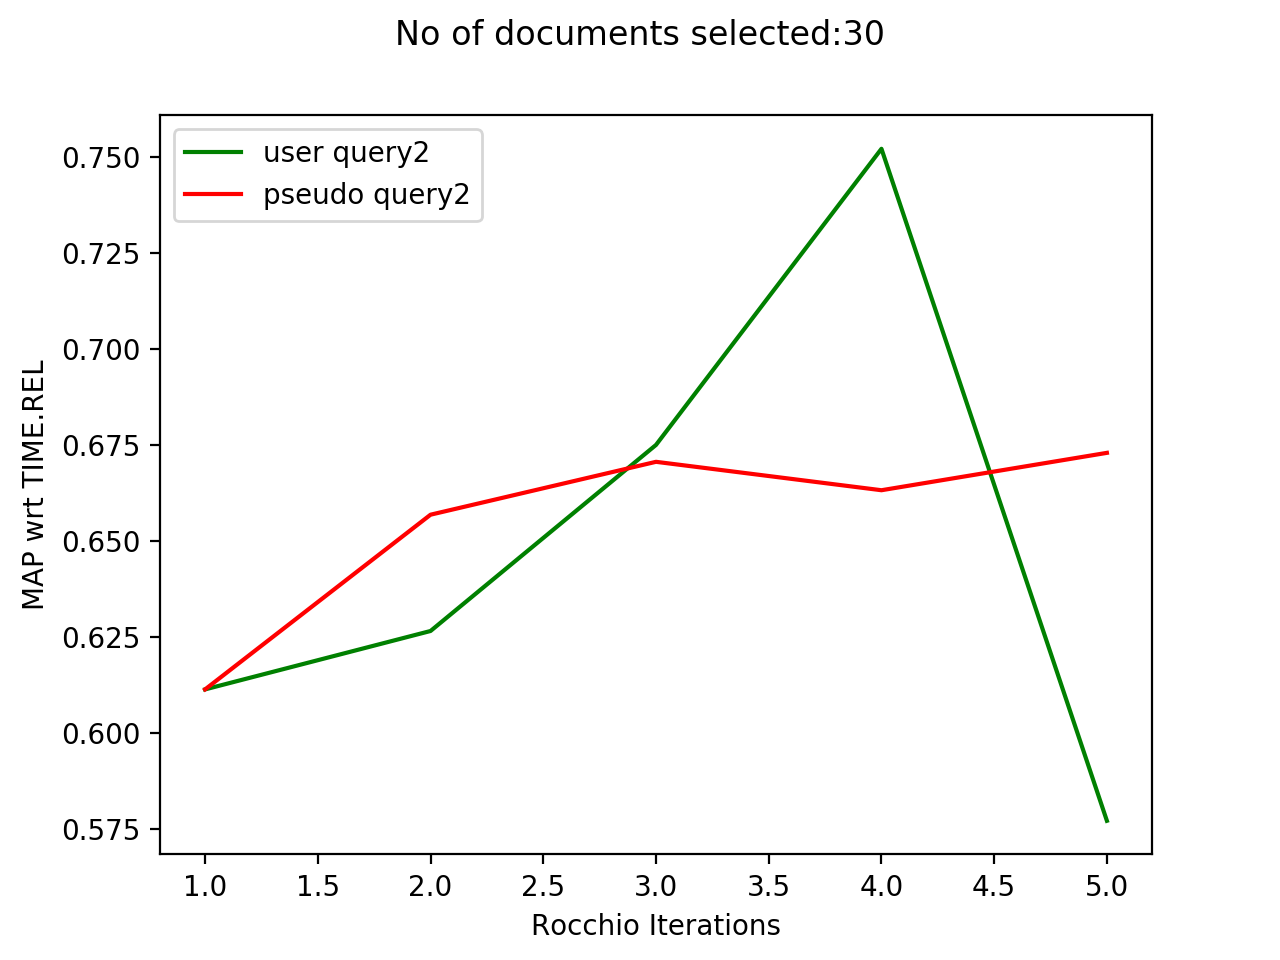 No of documents selected:30
user query2
pseudo query2
0.750
0.725
0.700
0.675
0.650
0.625
0.600
0.575
MAP wrt TIME.REL
1.0 1.5 2.0 2.5 3.0 3.5 4.0 4.5 5.0
Rocchio Iterations